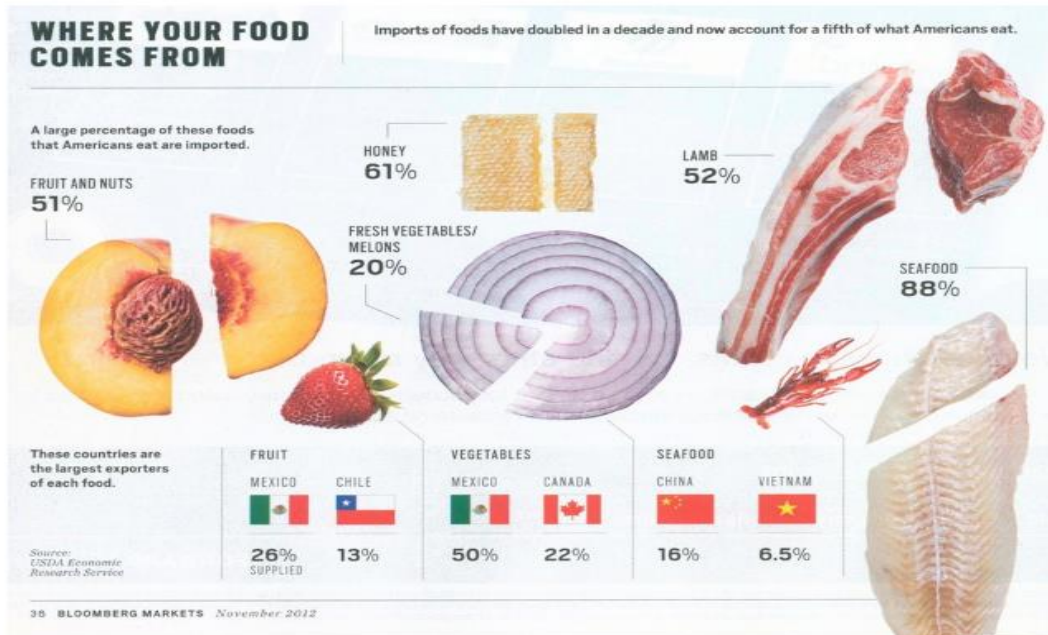 WHERE YOUR FOOD
COMES FROM
Imports of foods have doubled in a decade and now account for a fifth of what Americans eat.
A large percentage of these foods
that Americans eat are imported.
FRUIT AND NUTS
51%
HONEY
61%
FRESH VEGETABLES/
MELONS
20%
LAMB
52%
SEAFOOD
88%
These countries are
the largest exporters
of each food.
FRUIT
MEXICO CHILE
26% 13%
SUPPLIED
VEGETABLES
MEXICO CANADA
50% 22%
SEAFOOD
CHINA VIETNAM
16% 6.5%
Source:
USDA Economic
Research Service
36 BLOOMBERG MARKETS November 2012